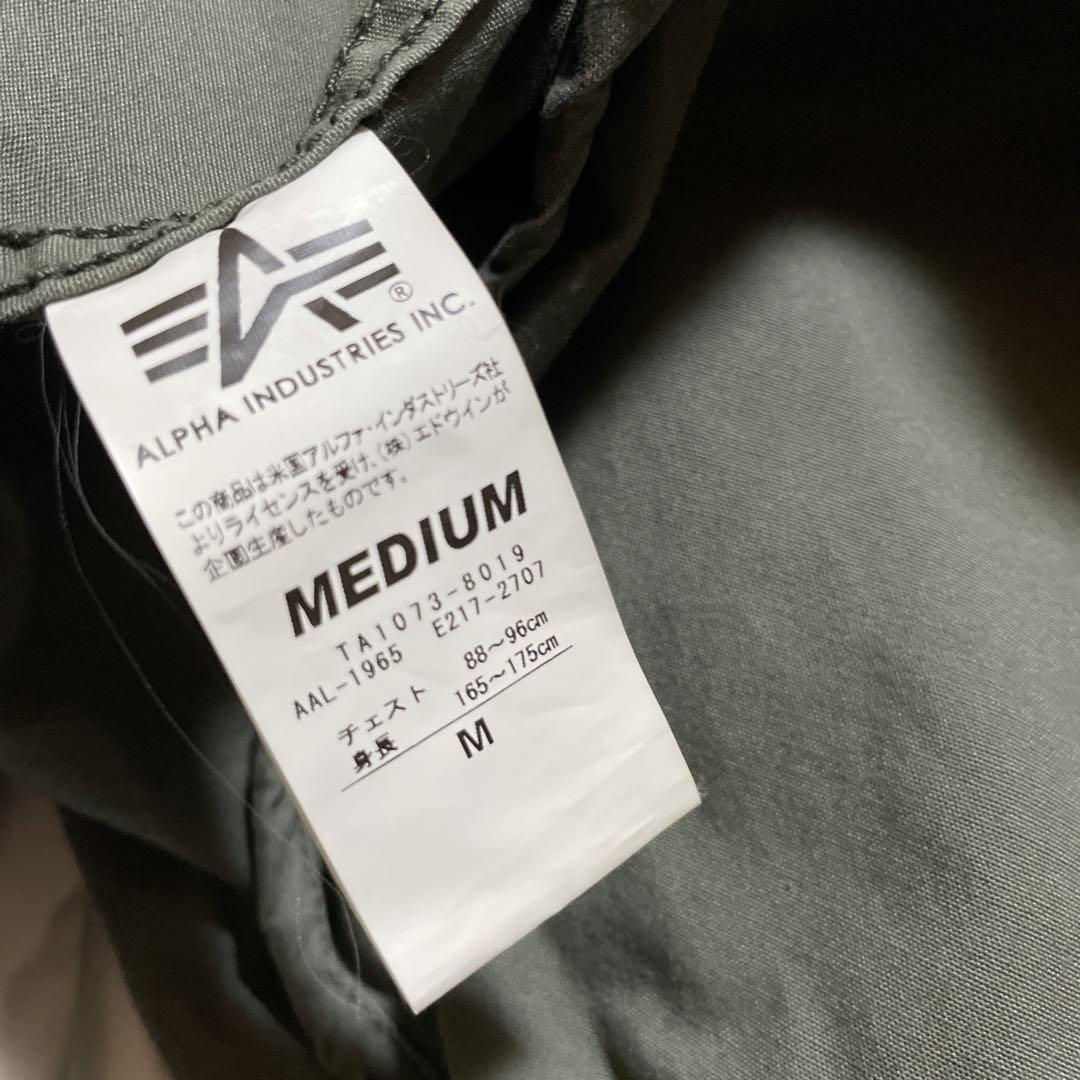 ®
ALPHA INDUSTRIES INC.
この商品は米国アルファ・インダストリーズ社
よりライセンスを受け、(株)エドウインが
企画生産したものです。
MEDIUM
TA1073-8019
AAL-1965 E217-2707
チェスト 88~96cm
身長 165~175cm
M